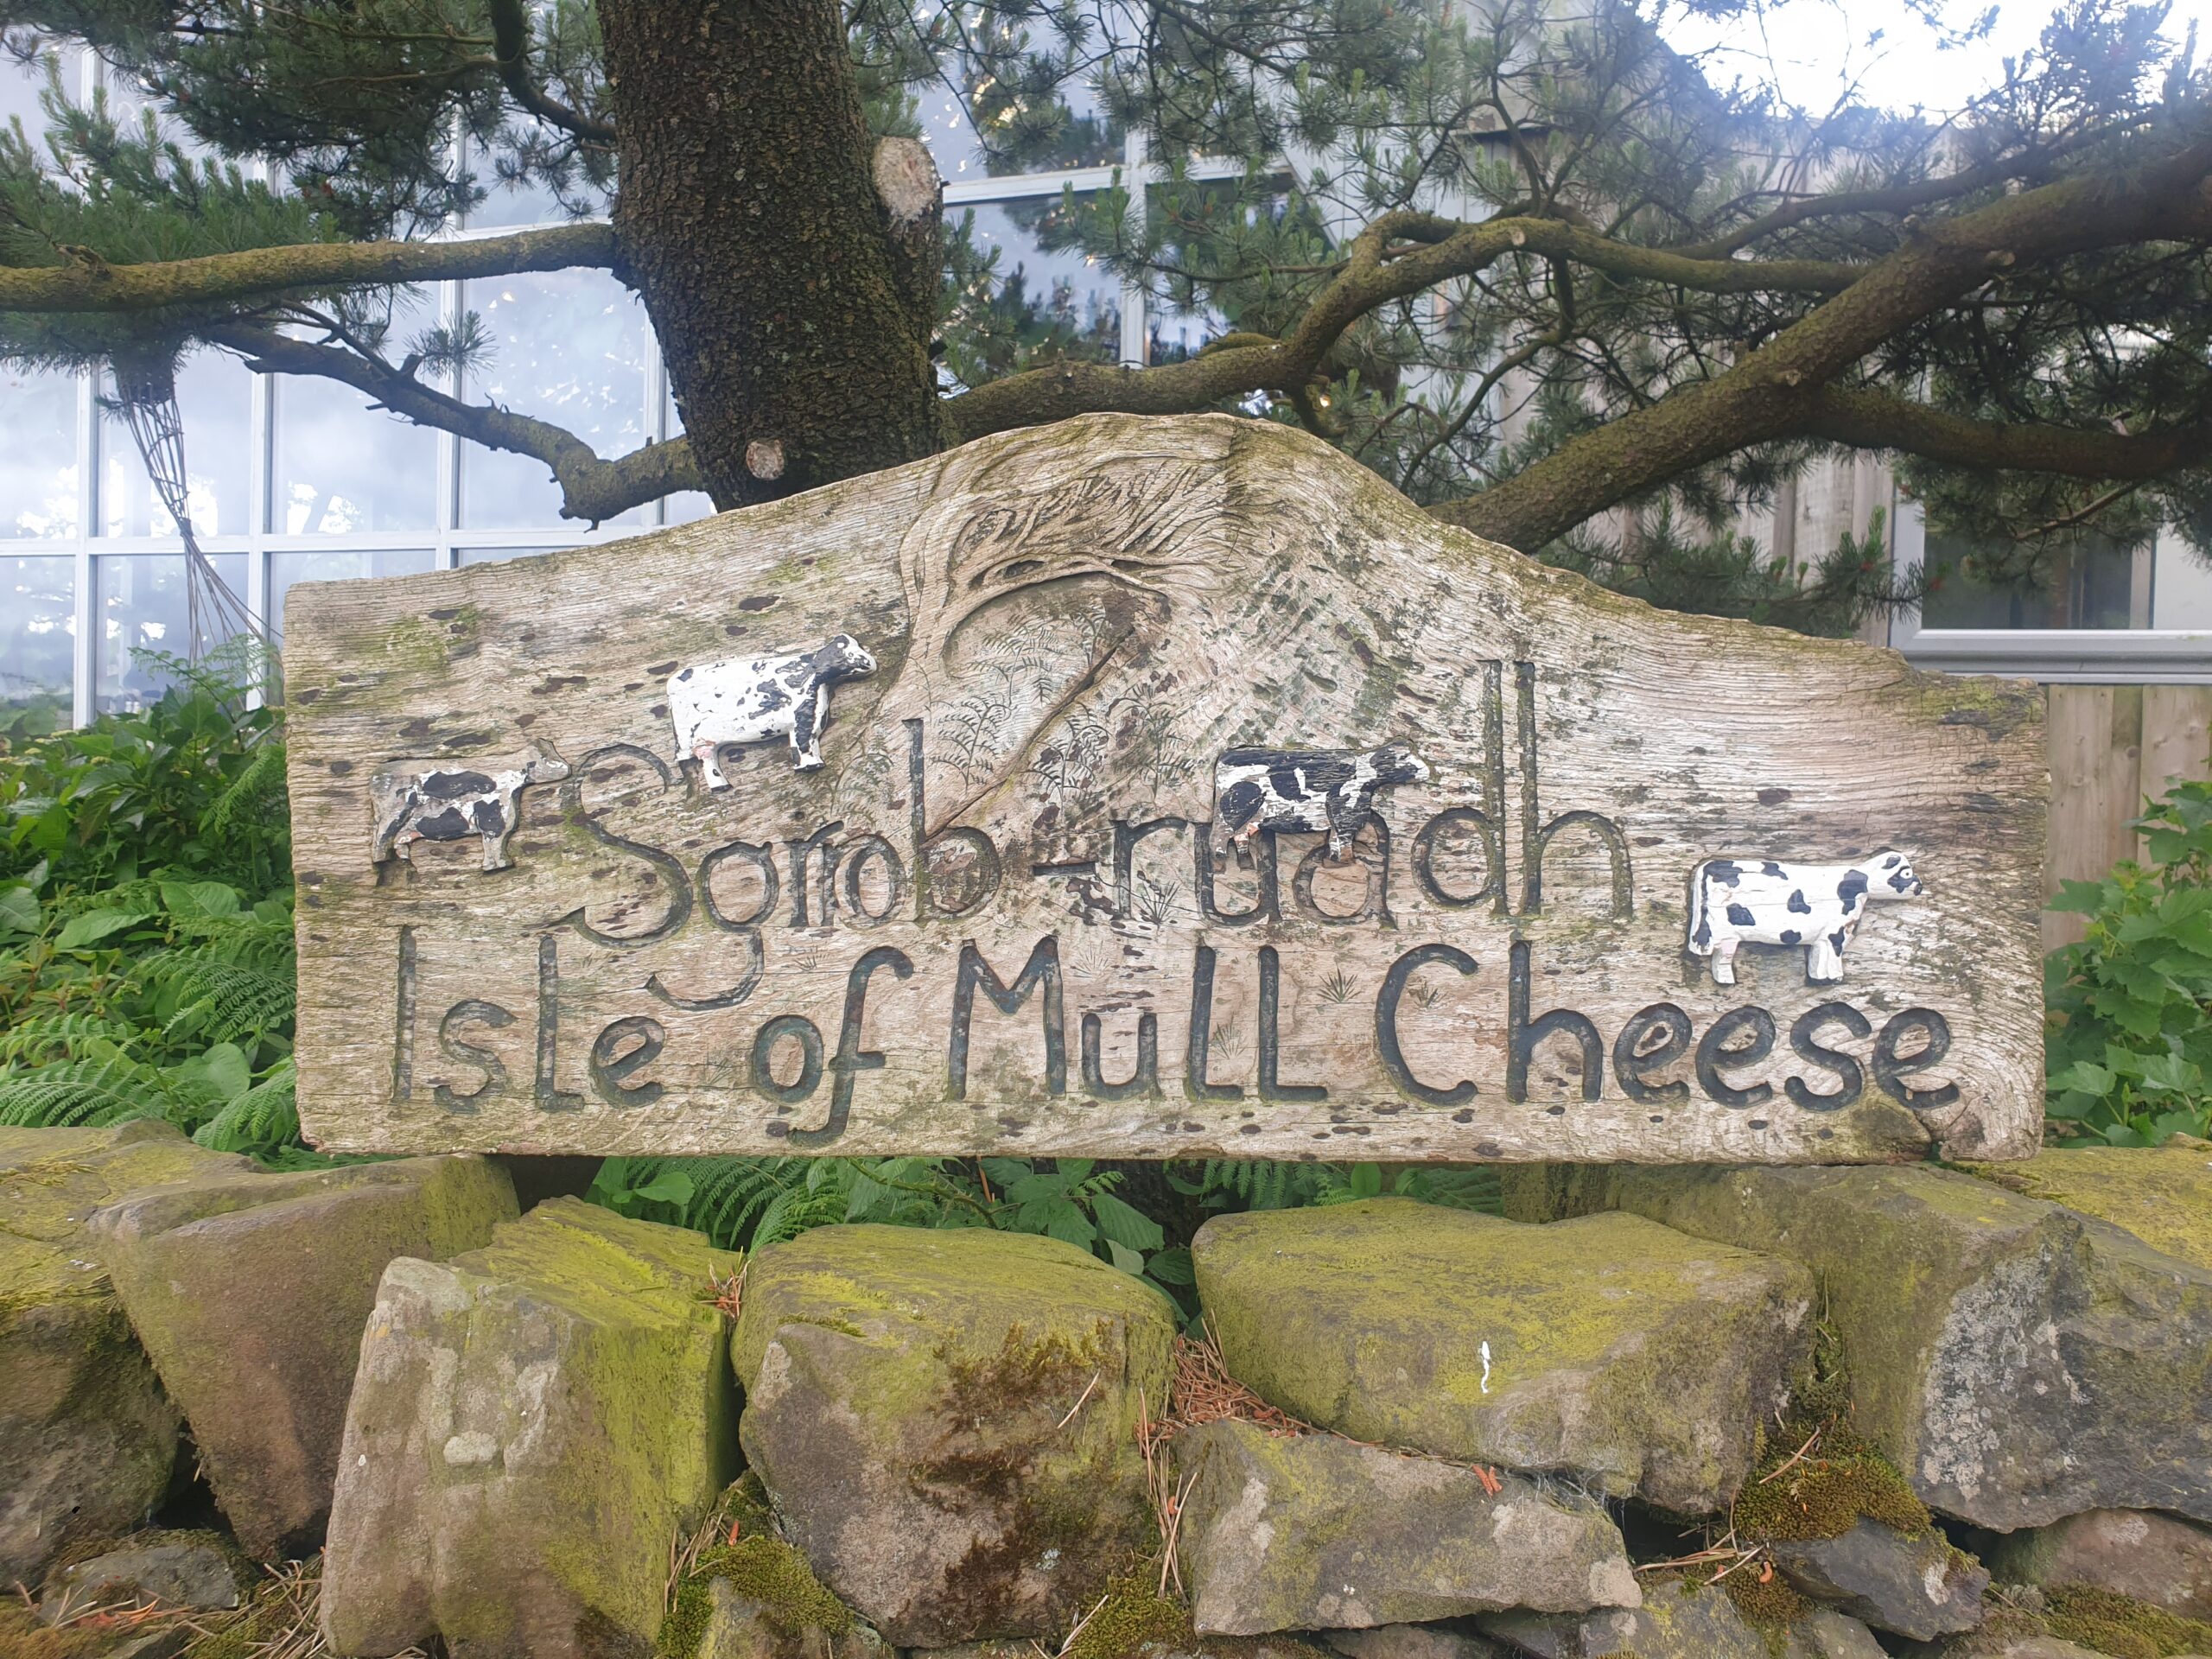 Sgriob-ruadh
Isle of Mull Cheese